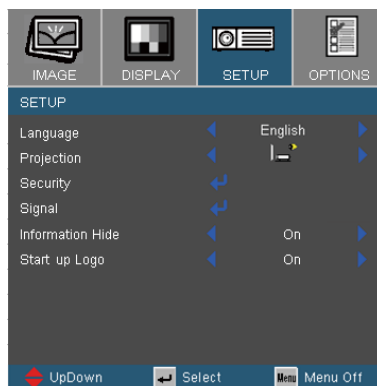 IMAGE DISPLAY SETUP OPTIONS
SETUP
Language English
Projection
Security
Signal
Information Hide On
Start up Logo On
UpDown Select Menu Menu Off